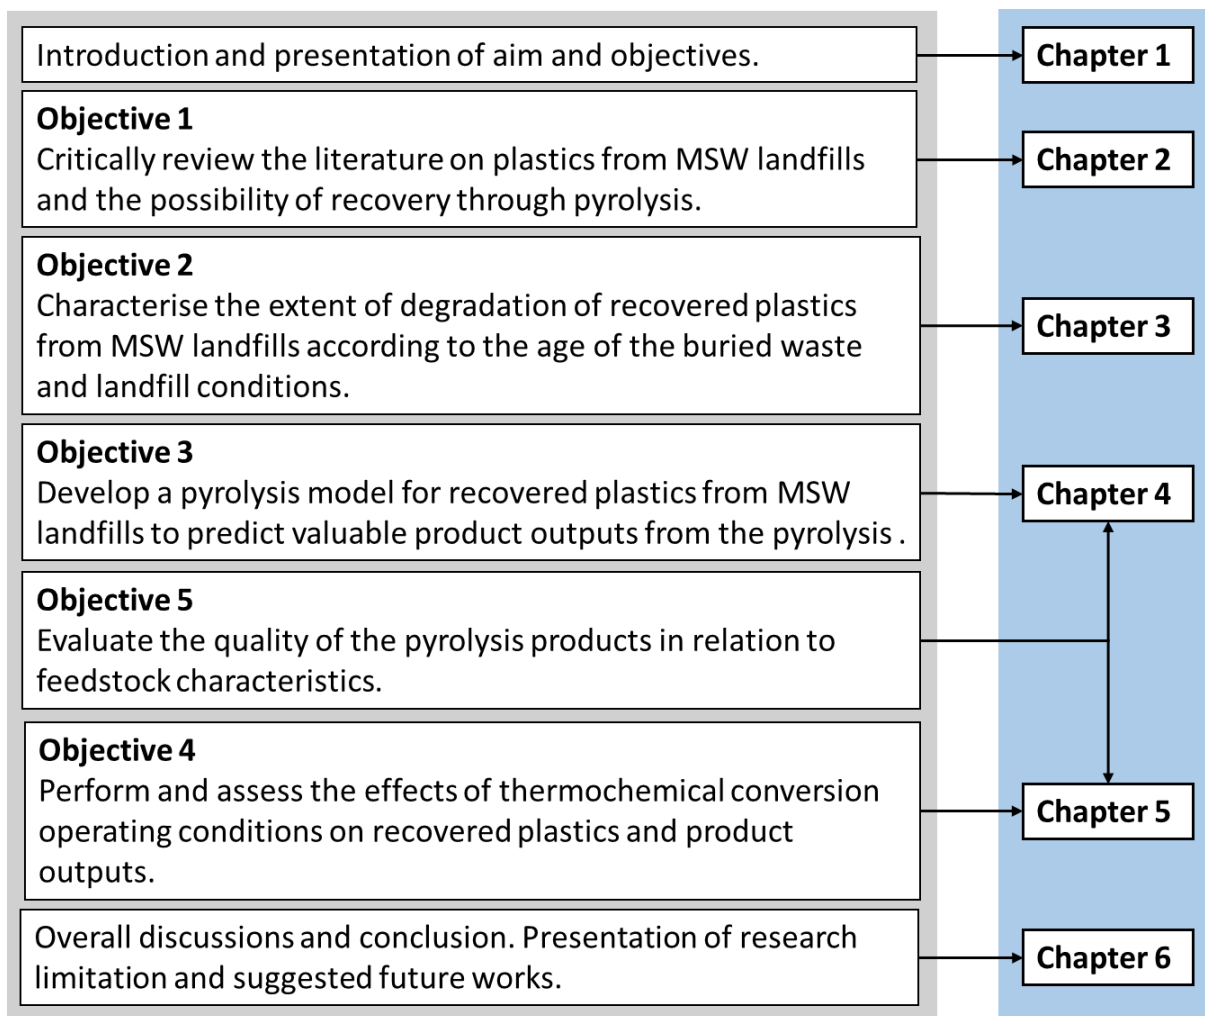 Introduction and presentation of aim and objectives.
Chapter 1
Objective 1
Critically review the literature on plastics from MSW landfills
and the possibility of recovery through pyrolysis.
Chapter 2
Objective 2
Characterise the extent of degradation of recovered plastics
from MSW landfills according to the age of the buried waste
and landfill conditions.
Chapter 3
Objective 3
Develop a pyrolysis model for recovered plastics from MSW
landfills to predict valuable product outputs from the pyrolysis .
Chapter 4
Objective 5
Evaluate the quality of the pyrolysis products in relation to
feedstock characteristics.
Objective 4
Perform and assess the effects of thermochemical conversion
operating conditions on recovered plastics and product
outputs.
Chapter 5
Overall discussions and conclusion. Presentation of research
limitation and suggested future works.
Chapter 6